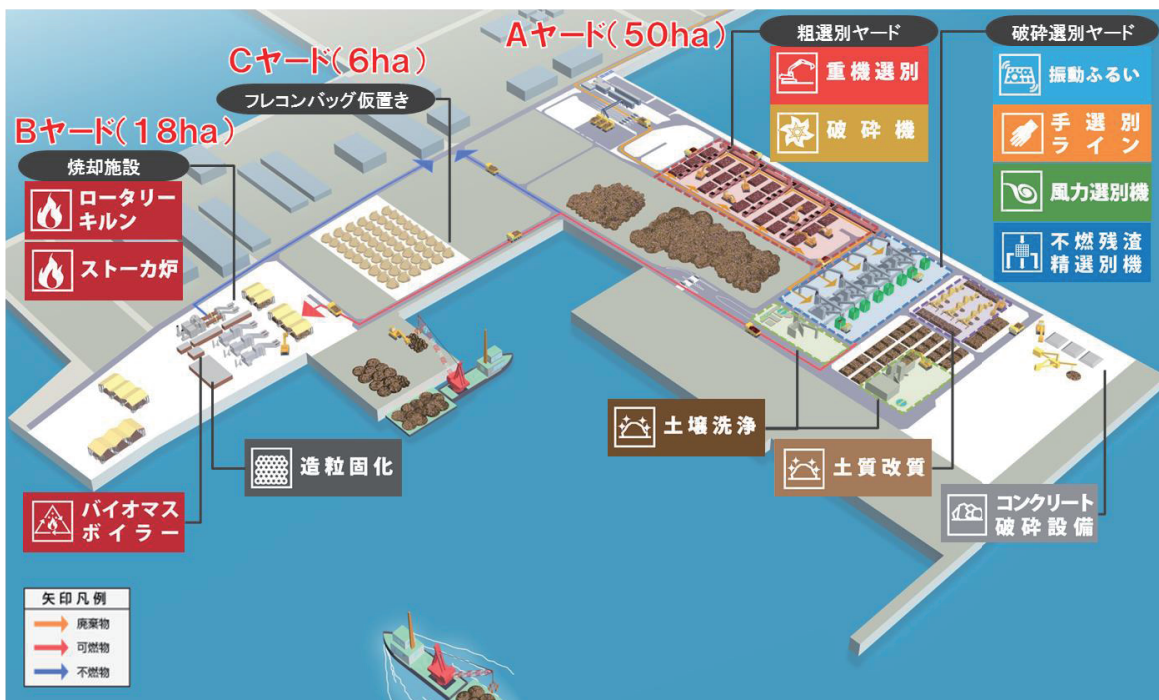 Aヤード(50ha)
粗選別ヤード
重機選別
破砕機
破砕選別ヤード
振動ふるい
手選別
ライン
風力選別機
不燃残渣
精選別機
Cヤード(6ha)
フレコンバッグ仮置き
Bヤード(18ha)
焼却施設
ロータリー
キルン
ストーカ炉
土壌洗浄
土質改質
造粒固化
コンクリート
破砕設備
バイオマス
ボイラー
矢印凡例
廃棄物
可燃物
不燃物